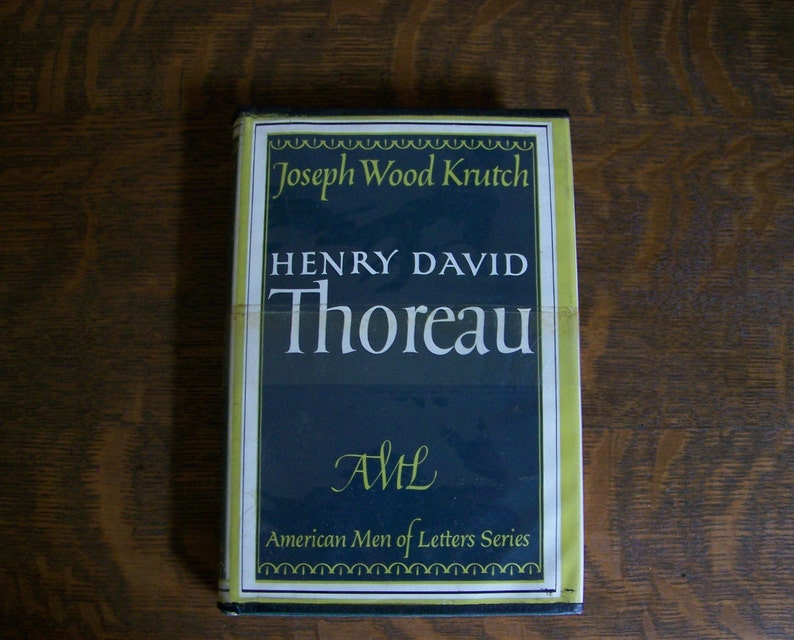 Joseph Wood Krutch
HENRY DAVID
Thoreau
AML
American Men of Letters Series